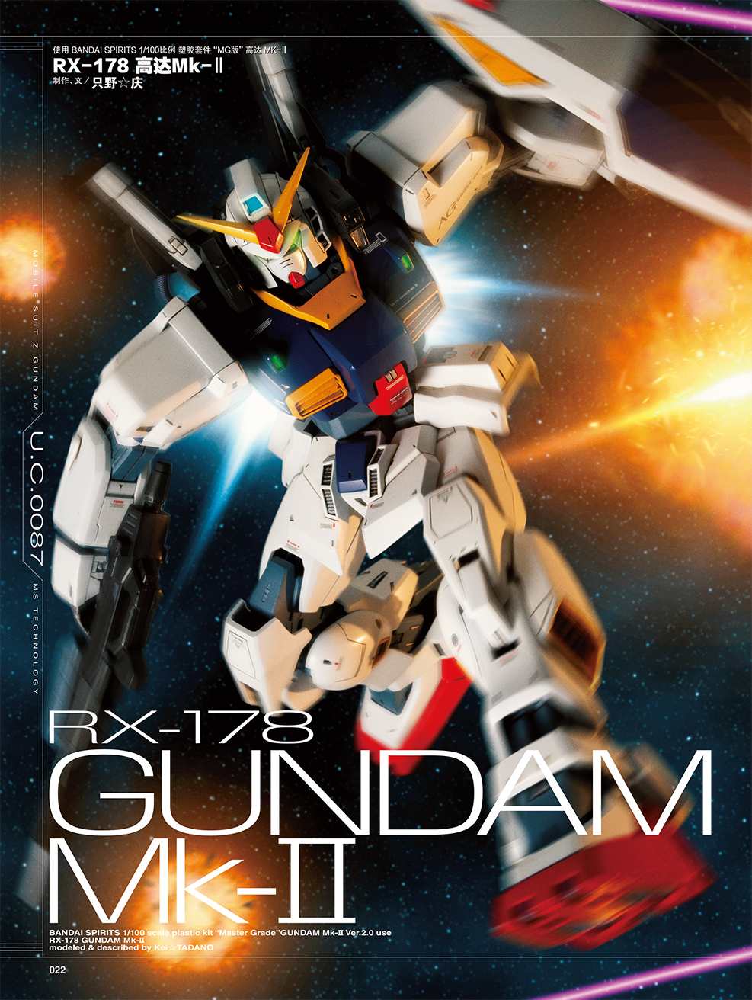 使用 BANDAI SPIRITS 1/100比例 塑胶套件 “MG版” 高达 MK-Ⅱ
RX-178 高达Mk-Ⅱ
制作、文／只野☆庆
MOBILE SUIT Z GUNDAM
U.C.0087
MS TECHNOLOGY
AG
RX-178
GUNDAM
Mk-Ⅱ
BANDAI SPIRITS 1/100 scale plastic kit “Master Grade”GUNDAM Mk-Ⅱ Ver.2.0 use
RX-178 GUNDAM Mk-Ⅱ
modeled & described by Kei☆TADANO
022